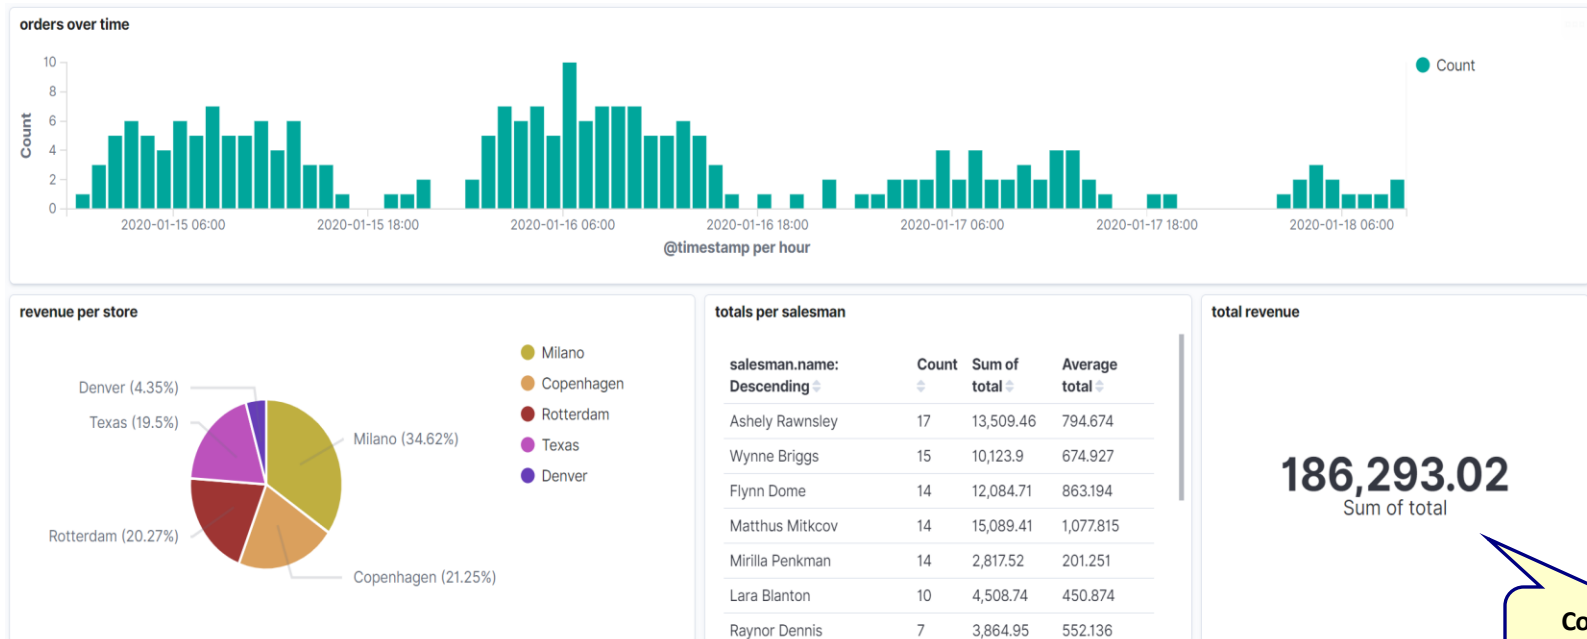 orders over time
10
8
6
4
2
0
Count
Count
2020-01-15 06:00 2020-01-15 18:00 2020-01-16 06:00 2020-01-16 18:00 2020-01-17 06:00 2020-01-17 18:00 2020-01-18 06:00
@timestamp per hour
revenue per store
Milano
Copenhagen
Rotterdam
Texas
Denver
Denver (4.35%)
Texas (19.5%)
Milano (34.62%)
Rotterdam (20.27%)
Copenhagen (21.25%)
totals per salesman
salesman.name: Count Sum of Average
Descending total total
Ashely Rawnsley 17 13,509.46 794.674
Wynne Briggs 15 10,123.9 674.927
Flynn Dome 14 12,084.71 863.194
Matthus Mitkcov 14 15,089.41 1,077.815
Mirilla Penkman 14 2,817.52 201.251
Lara Blanton 10 4,508.74 450.874
Raynor Dennis 7 3,864.95 552.136
total revenue
186,293.02
Sum of total